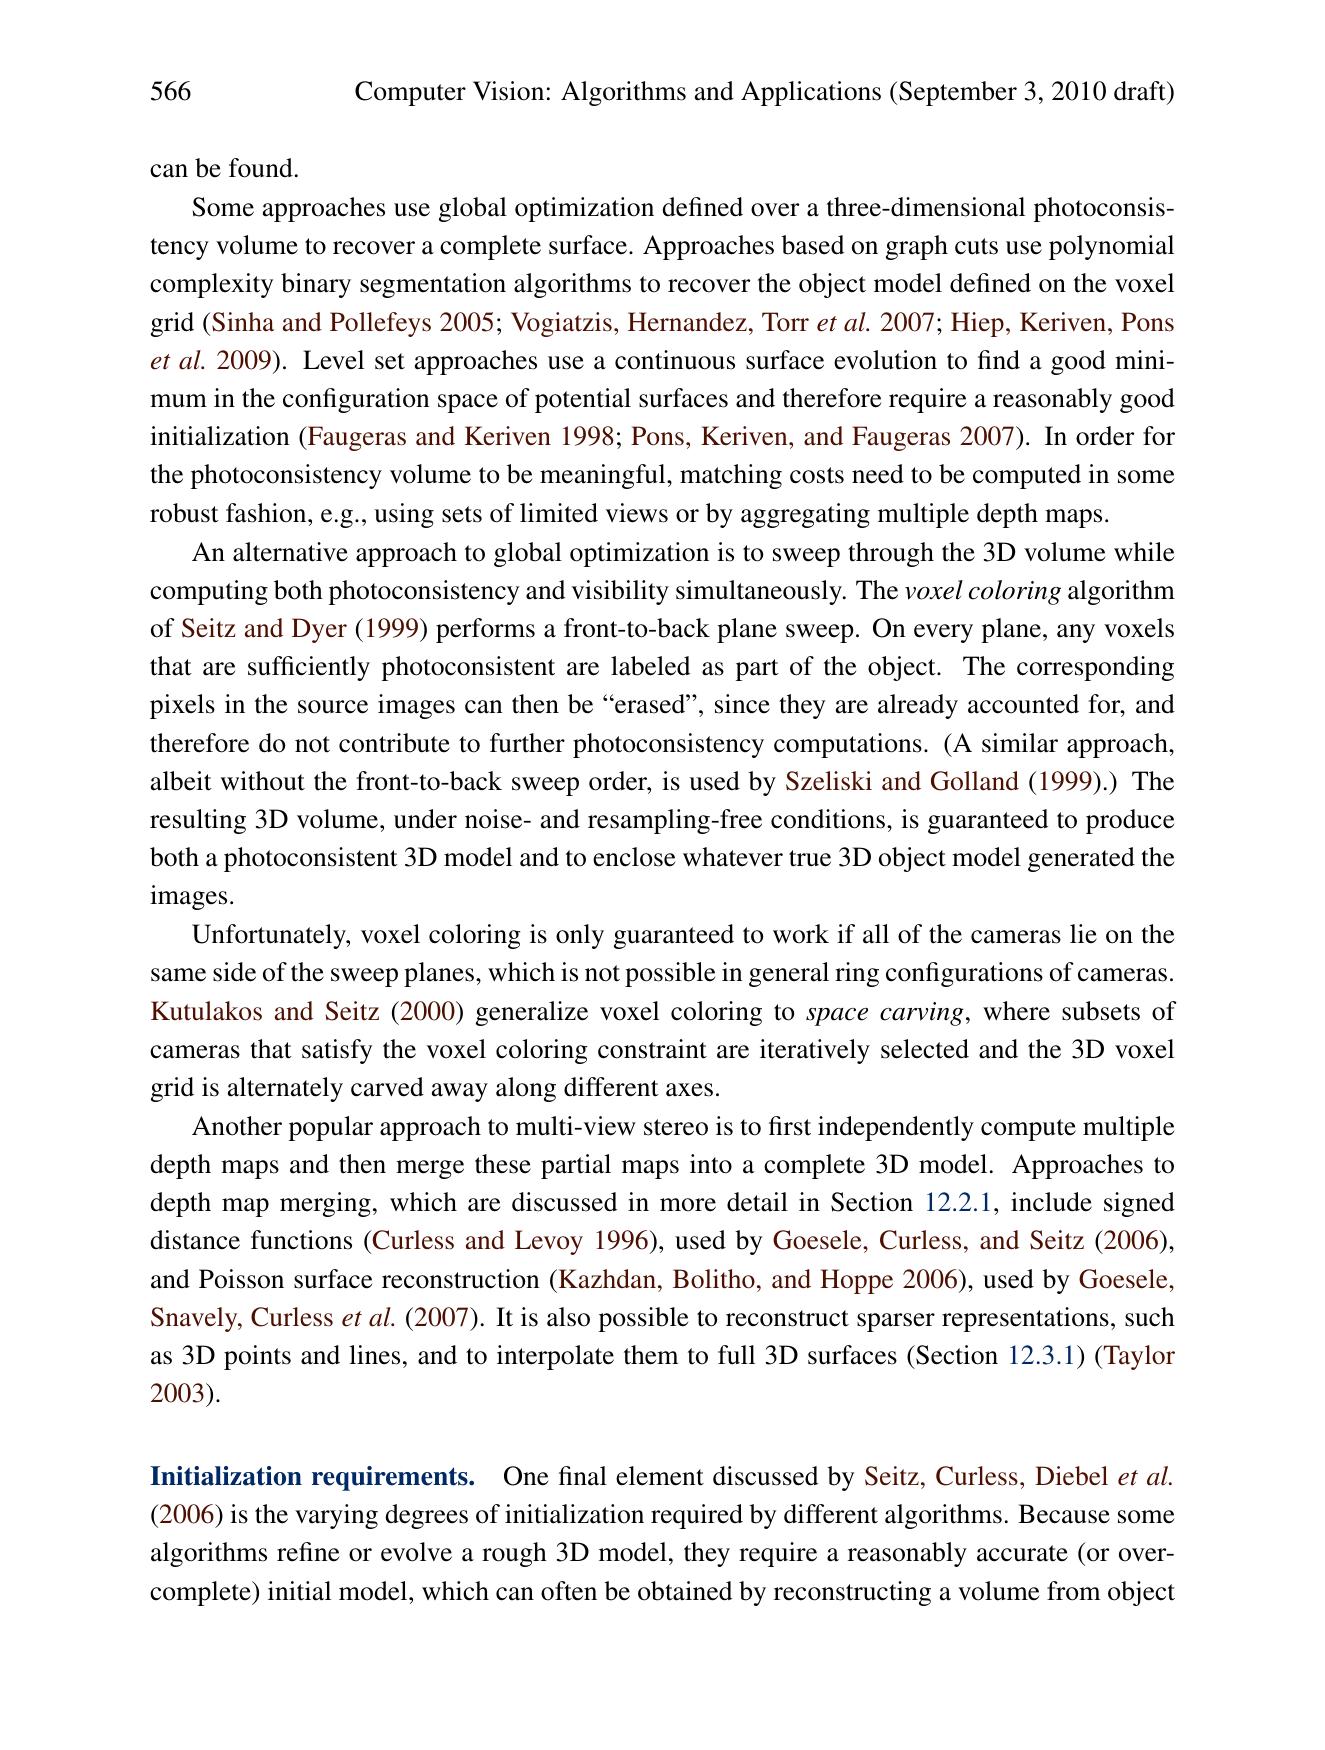 566 Computer Vision: Algorithms and Applications (September 3, 2010 draft)
can be found.
Some approaches use global optimization defined over a three-dimensional photoconsis-
tency volume to recover a complete surface. Approaches based on graph cuts use polynomial
complexity binary segmentation algorithms to recover the object model defined on the voxel
grid (Sinha and Pollefeys 2005; Vogiatzis, Hernandez, Torr et al. 2007; Hiep, Keriven, Pons
et al. 2009). Level set approaches use a continuous surface evolution to find a good mini-
mum in the configuration space of potential surfaces and therefore require a reasonably good
initialization (Faugeras and Keriven 1998; Pons, Keriven, and Faugeras 2007). In order for
the photoconsistency volume to be meaningful, matching costs need to be computed in some
robust fashion, e.g., using sets of limited views or by aggregating multiple depth maps.
An alternative approach to global optimization is to sweep through the 3D volume while
computing both photoconsistency and visibility simultaneously. The voxel coloring algorithm
of Seitz and Dyer (1999) performs a front-to-back plane sweep. On every plane, any voxels
that are sufficiently photoconsistent are labeled as part of the object. The corresponding
pixels in the source images can then be “erased”, since they are already accounted for, and
therefore do not contribute to further photoconsistency computations. (A similar approach,
albeit without the front-to-back sweep order, is used by Szeliski and Golland (1999).) The
resulting 3D volume, under noise- and resampling-free conditions, is guaranteed to produce
both a photoconsistent 3D model and to enclose whatever true 3D object model generated the
images.
Unfortunately, voxel coloring is only guaranteed to work if all of the cameras lie on the
same side of the sweep planes, which is not possible in general ring configurations of cameras.
Kutulakos and Seitz (2000) generalize voxel coloring to space carving, where subsets of
cameras that satisfy the voxel coloring constraint are iteratively selected and the 3D voxel
grid is alternately carved away along different axes.
Another popular approach to multi-view stereo is to first independently compute multiple
depth maps and then merge these partial maps into a complete 3D model. Approaches to
depth map merging, which are discussed in more detail in Section 12.2.1, include signed
distance functions (Curless and Levoy 1996), used by Goesele, Curless, and Seitz (2006),
and Poisson surface reconstruction (Kazhdan, Bolitho, and Hoppe 2006), used by Goesele,
Snavely, Curless et al. (2007). It is also possible to reconstruct sparser representations, such
as 3D points and lines, and to interpolate them to full 3D surfaces (Section 12.3.1) (Taylor
2003).
Initialization requirements. One final element discussed by Seitz, Curless, Diebel et al.
(2006) is the varying degrees of initialization required by different algorithms. Because some
algorithms refine or evolve a rough 3D model, they require a reasonably accurate (or over-
complete) initial model, which can often be obtained by reconstructing a volume from object